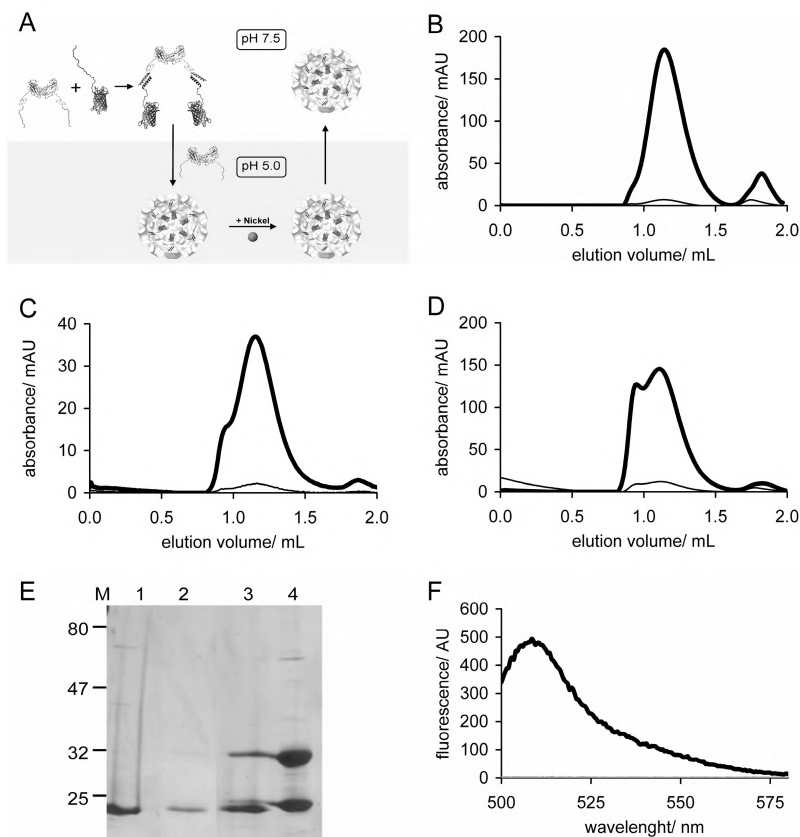 A
+
pH 7.5
pH 5.0
+ Nickel
B
200
150
100
50
0
absorbance/ mAU
0.0 0.5 1.0 1.5 2.0
elution volume/ mL
C
40
30
20
10
0
absorbance/ mAU
0.0 0.5 1.0 1.5 2.0
elution volume/ mL
D
200
150
100
50
0
absorbance/ mAU
0.0 0.5 1.0 1.5 2.0
elution volume/ mL
E
M 1 2 3 4
80
47
32
25
F
600
500
400
300
200
100
0
fluorescence/ AU
500 525 550 575
wavelenght/ nm